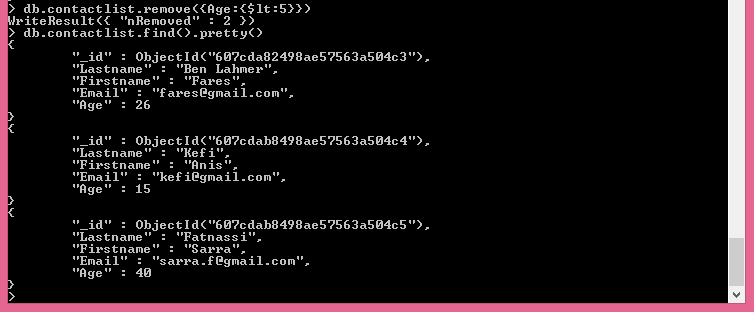 > db.contactlist.remove({Age:{$lt:5}})
WriteResult({ "nRemoved" : 2 })
> db.contactlist.find().pretty()
{
"_id" : ObjectId("607cda82498ae57563a504c3"),
"Lastname" : "Ben Lahmer",
"Firstname" : "Fares",
"Email" : "fares@gmail.com",
"Age" : 26
}
{
"_id" : ObjectId("607cdab8498ae57563a504c4"),
"Lastname" : "Kefi",
"Firstname" : "Anis",
"Email" : "kefi@gmail.com",
"Age" : 15
}
{
"_id" : ObjectId("607cdab8498ae57563a504c5"),
"Lastname" : "Fatnassi",
"Firstname" : "Sarra",
"Email" : "sarra.f@gmail.com",
"Age" : 40
}
>